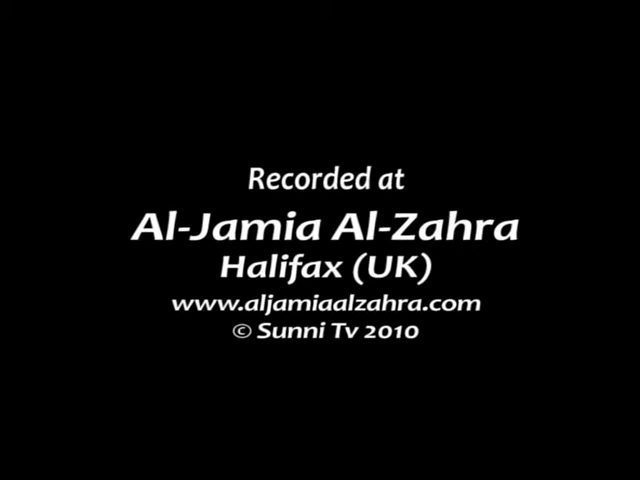 Recorded at
Al-Jamia Al-Zahra
Halifax (UK)
www.aljamiaalzahra.com
© Sunni Tv 2010